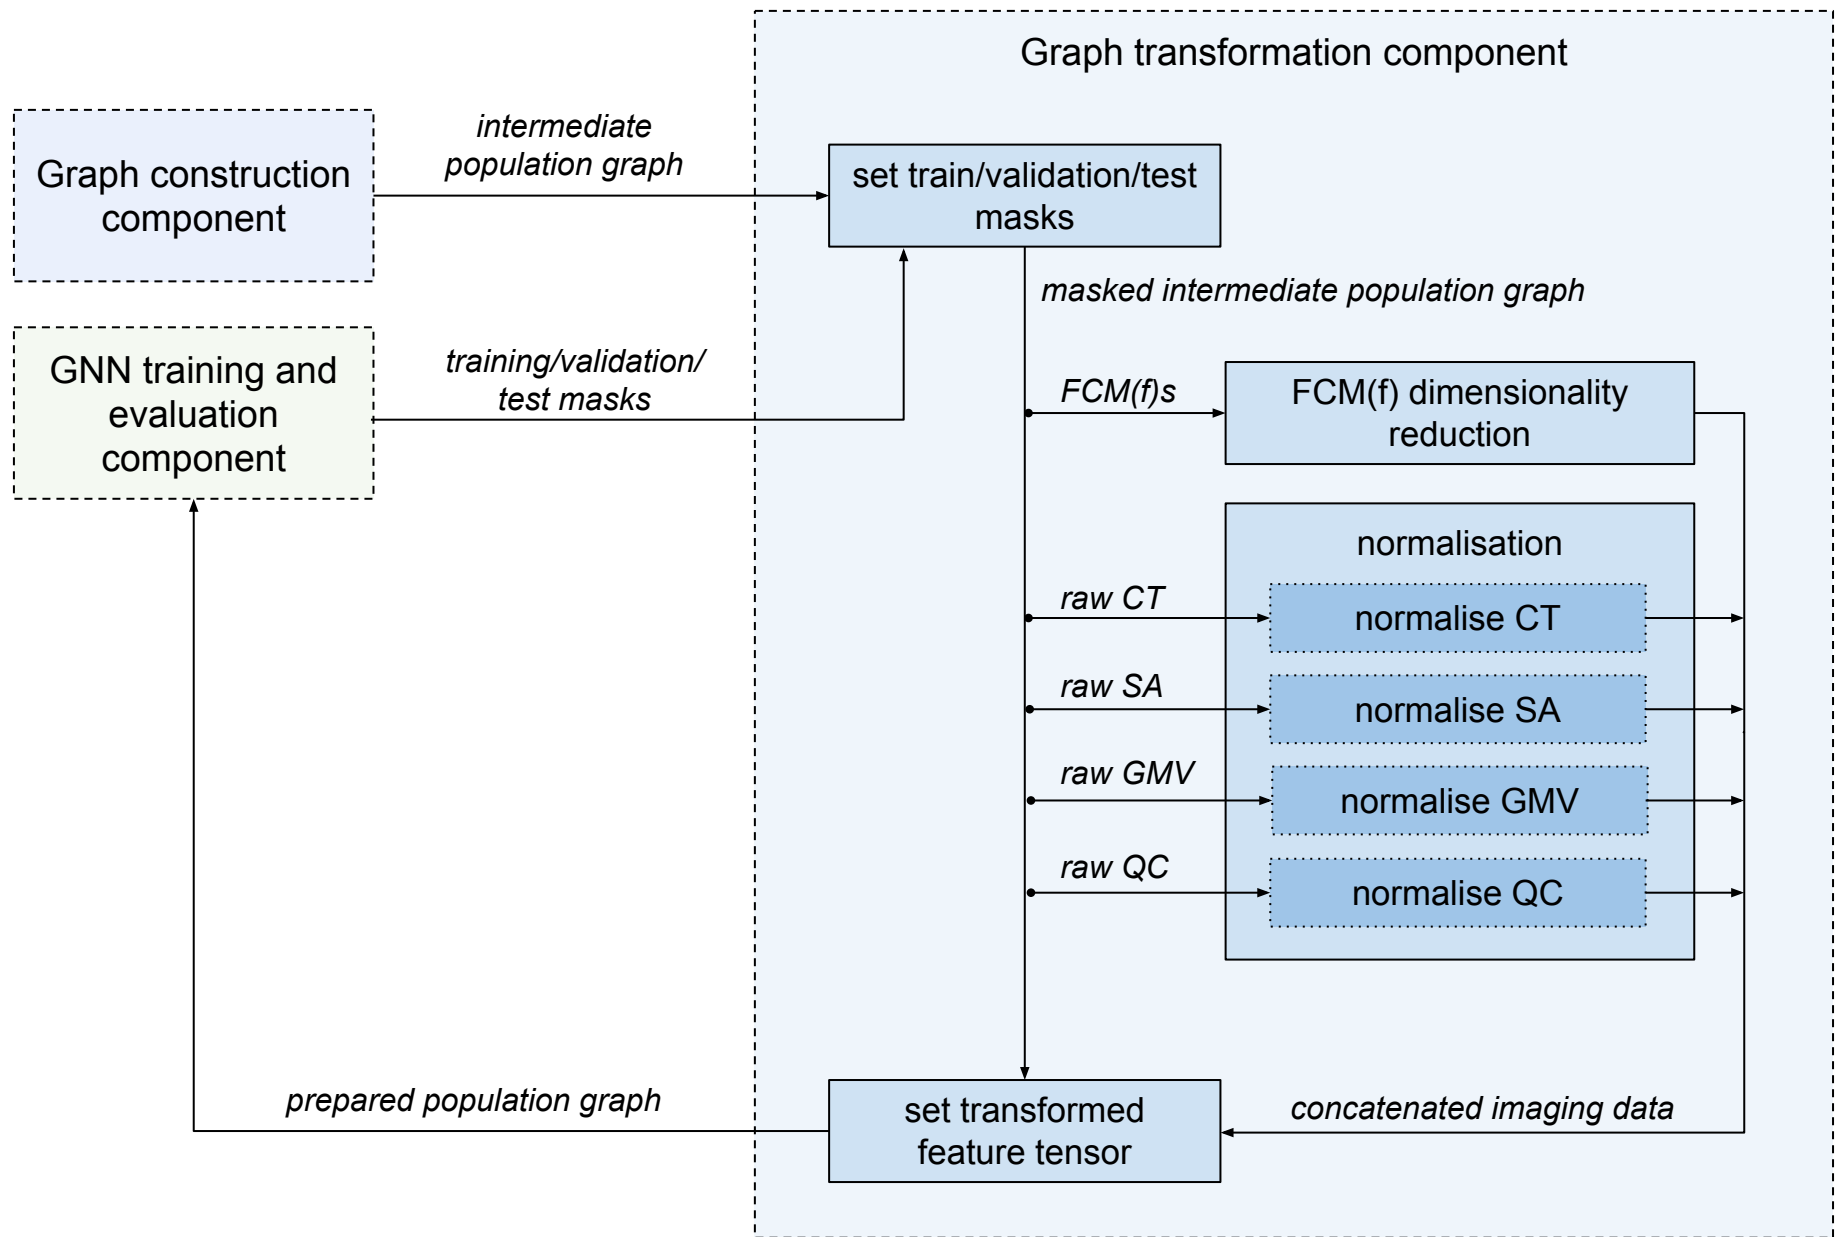 Graph transformation component
intermediate
population graph
Graph construction
component
set train/validation/test
masks
masked intermediate population graph
GNN training and
evaluation
component
training/validation/
test masks
FCM(f)s
FCM(f) dimensionality
reduction
normalisation
raw CT
normalise CT
raw SA
normalise SA
raw GMV
normalise GMV
raw QC
normalise QC
prepared population graph
set transformed
feature tensor
concatenated imaging data